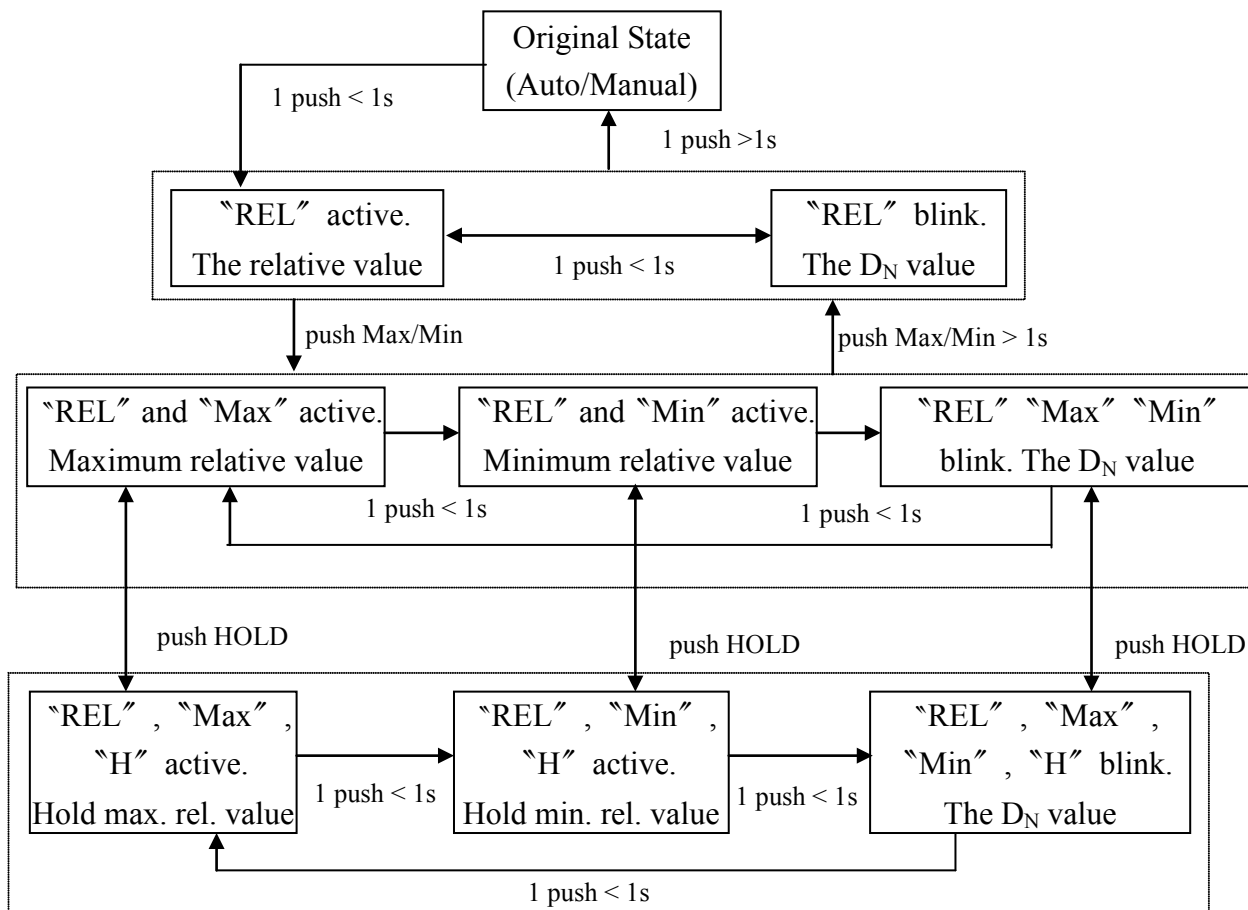 Original State
(Auto/Manual)
1 push < 1s
1 push >1s
〝REL〞 active.
The relative value
1 push < 1s
〝REL〞 blink.
The D_N value
push Max/Min
push Max/Min > 1s
〝REL〞 and 〝Max〞 active.
Maximum relative value
〝REL〞 and 〝Min〞 active.
Minimum relative value
〝REL〞 〝Max〞 〝Min〞
blink. The D_N value
1 push < 1s
1 push < 1s
push HOLD
push HOLD
push HOLD
〝REL〞 , 〝Max〞 ,
〝H〞 active.
Hold max. rel. value
1 push < 1s
〝REL〞 , 〝Min〞 ,
〝H〞 active.
Hold min. rel. value
1 push < 1s
〝REL〞 , 〝Max〞 ,
〝Min〞 , 〝H〞 blink.
The D_N value
1 push < 1s